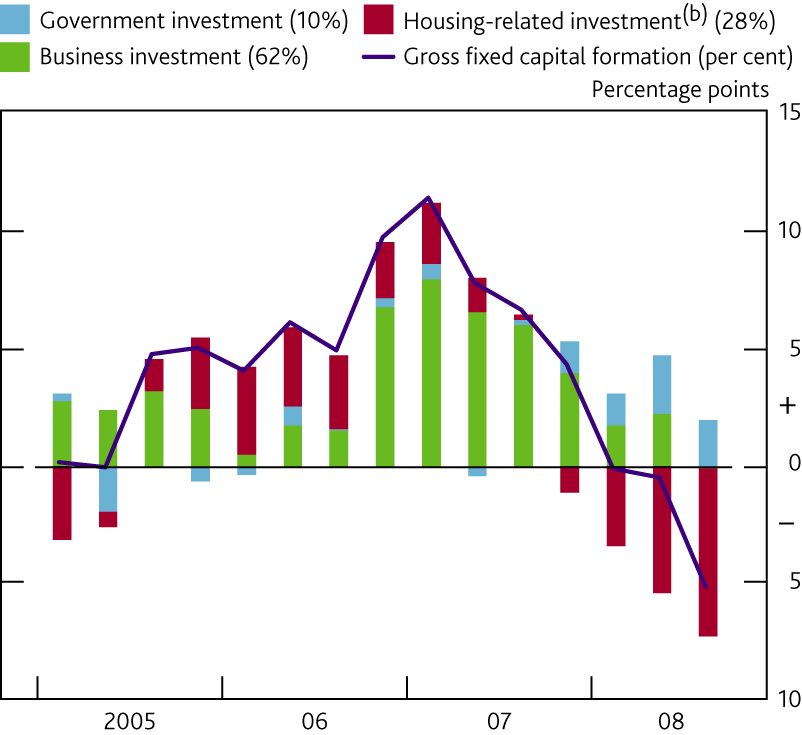 Government investment (10%) Housing-related investment(b) (28%)
Business investment (62%) Gross fixed capital formation (per cent)
Percentage points
15
10
5
+
0
–
5
10
2005 06 07 08